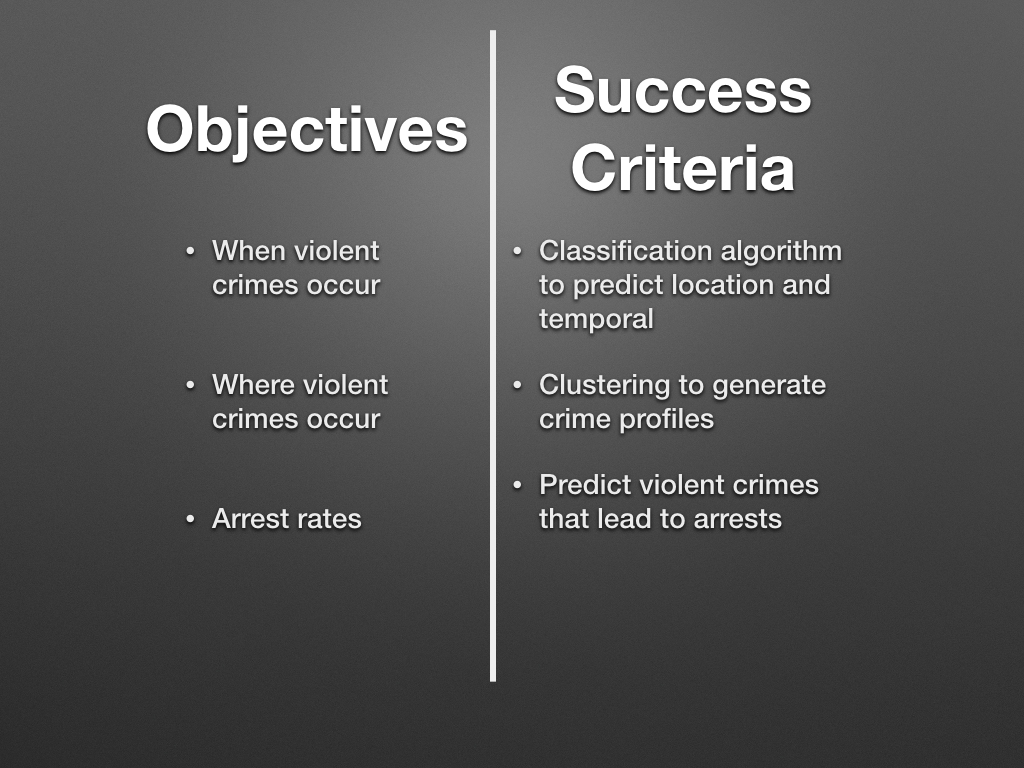 Objectives
• When violent
crimes occur
• Where violent
crimes occur
• Arrest rates
Success
Criteria
• Classification algorithm
to predict location and
temporal
• Clustering to generate
crime profiles
• Predict violent crimes
that lead to arrests